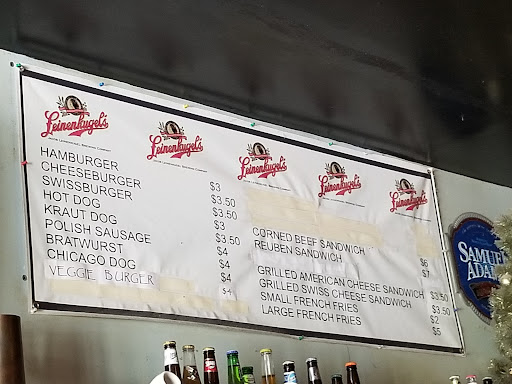 Leinenkugel's
Leinenkugel's
Leinenkugel's
Leinenkugel's
Leinenkugel's
HAMBURGER $3
CHEESEBURGER $3.50
SWISSBURGER $3.50
HOT DOG $3
KRAUT DOG $3.50
POLISH SAUSAGE $4
BRATWURST $4
CHICAGO DOG $4
VEGGIE BURGER $4
CORNED BEEF SANDWICH $6
REUBEN SANDWICH $7
GRILLED AMERICAN CHEESE SANDWICH $3.50
GRILLED SWISS CHEESE SANDWICH $3.50
SMALL FRENCH FRIES $2
LARGE FRENCH FRIES $5
SAMUEL
ADA